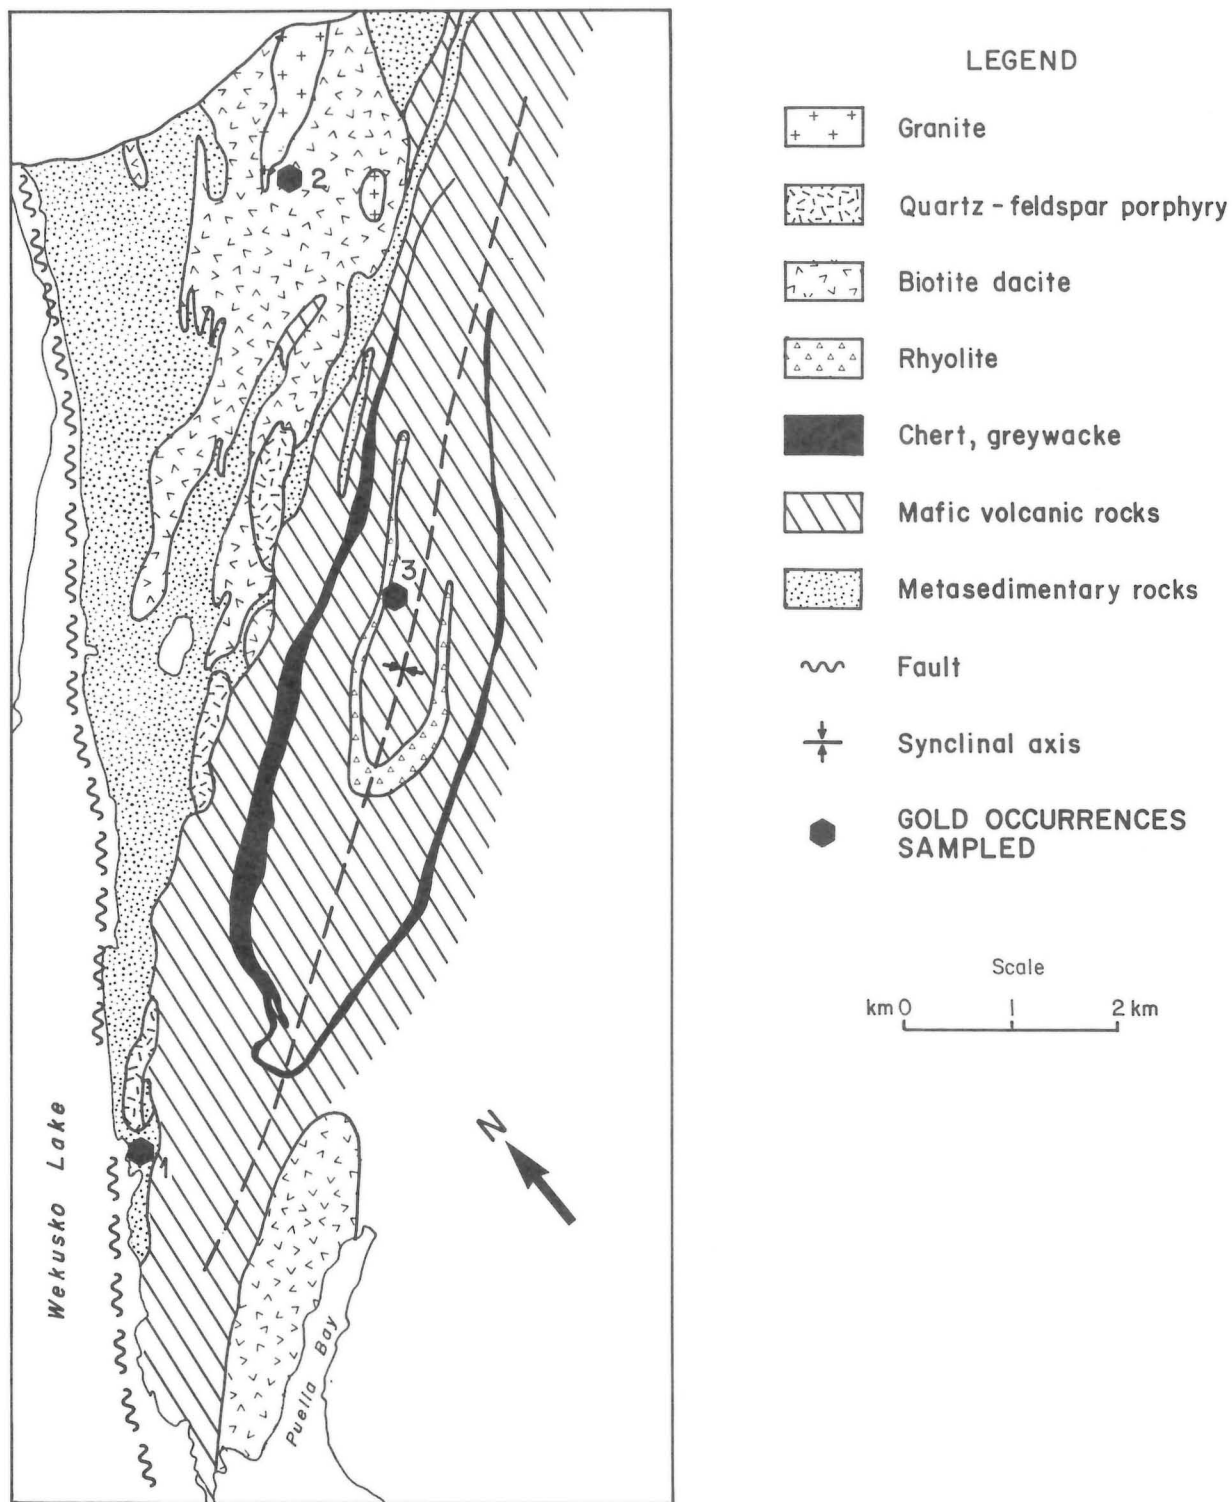 2
3
1
Wekusko Lake
Puella Bay
N
LEGEND
Granite
Quartz - feldspar porphyry
Biotite dacite
Rhyolite
Chert, greywacke
Mafic volcanic rocks
Metasedimentary rocks
Fault
Synclinal axis
GOLD OCCURRENCES
SAMPLED
Scale
km 0 1 2 km